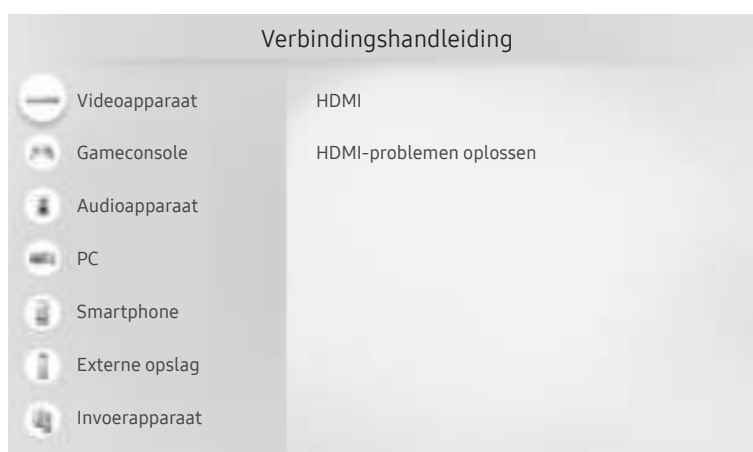 Verbindingshandleiding
Videoapparaat
Gameconsole
Audioapparaat
PC
Smartphone
Externe opslag
Invoerapparaat
HDMI
HDMI-problemen oplossen